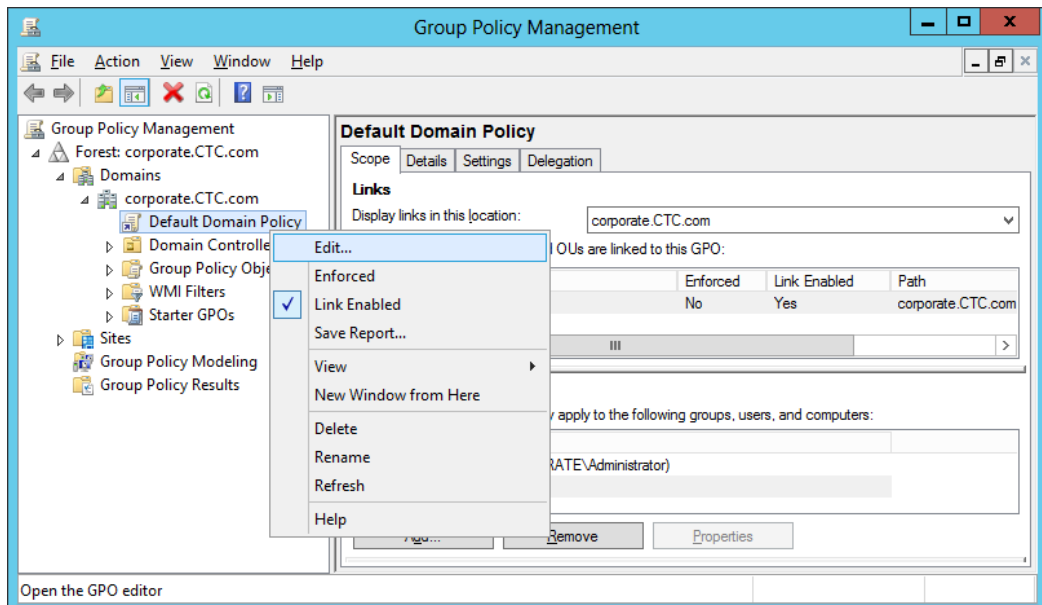 Group Policy Management
File Action View Window Help
Group Policy Management
Forest: corporate.CTC.com
Domains
corporate.CTC.com
Default Domain Policy
Domain Controlle
Group Policy Obje
WMI Filters
Starter GPOs
Sites
Group Policy Modeling
Group Policy Results
Edit...
Enforced
Link Enabled
Save Report...
View
New Window from Here
Delete
Rename
Refresh
Help
Default Domain Policy
Scope Details Settings Delegation
Links
Display links in this location: corporate.CTC.com
OUs are linked to this GPO:
Enforced Link Enabled Path
No Yes corporate.CTC.com
apply to the following groups, users, and computers:
RATE\Administrator)
Remove Properties
Open the GPO editor